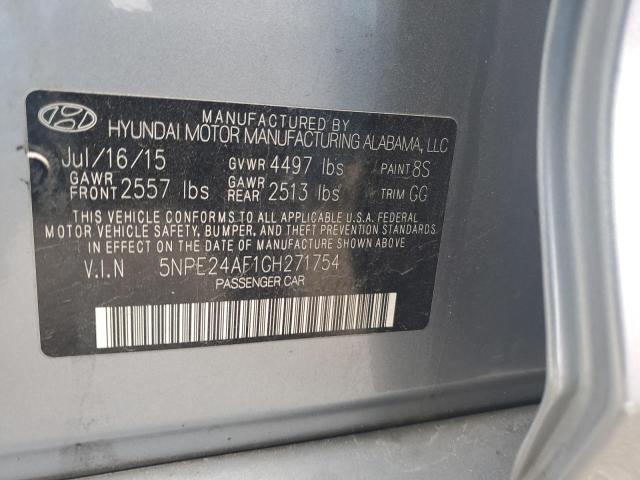 MANUFACTURED BY
HYUNDAI MOTOR MANUFACTURING ALABAMA, LLC
Jul/16/15 GVWR 4497 lbs PAINT 8S
GAWR FRONT 2557 lbs GAWR REAR 2513 lbs TRIM GG
THIS VEHICLE CONFORMS TO ALL APPLICABLE U.S.A. FEDERAL
MOTOR VEHICLE SAFETY, BUMPER, AND THEFT PREVENTION STANDARDS
IN EFFECT ON THE DATE OF MANUFACTURE SHOWN ABOVE.
V.I.N 5NPE24AF1GH271754
PASSENGER CAR